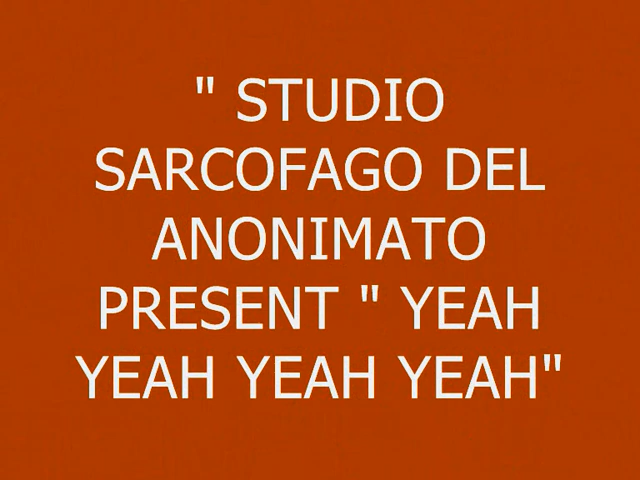 " STUDIO
SARCOFAGO DEL
ANONIMATO
PRESENT " YEAH
YEAH YEAH YEAH"